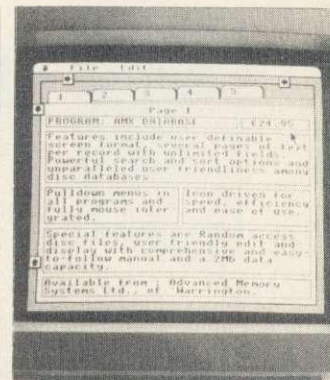 File Edit
1 2 3 4 5
Page 1
PROGRAM: AMX DATABASE £24.95
Features include user definable
screen format, several pages of text
per record with unlimited fields.
Powerful search and sort options and
unparalleled user friendliness among
disc databases
Pulldown menus in
all programs and
fully mouse inter
grated.
Icon driven for
speed, efficiency
and ease of use.
Special features are Random access
disc files, user friendly edit and
display with comprehensive and easy-
to-follow manual and a 2Mb data
capacity.
Available from : Advanced Memory
Systems Ltd., of Warrington.